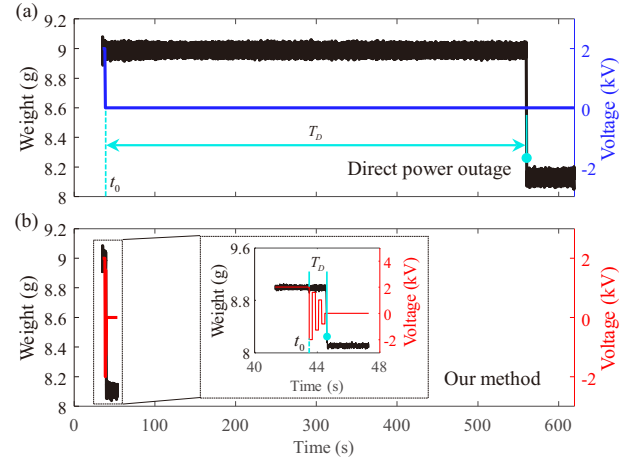 (a)
9.2
9
8.8
8.6
8.4
8.2
8
Weight (g)
2
0
-2
Voltage (kV)
T_D
Direct power outage
t_0
(b)
9.2
9
8.8
8.6
8.4
8.2
8
Weight (g)
2
0
-2
Voltage (kV)
9.6
8.8
8
Weight (g)
T_D
t_0
4
2
0
-2
Voltage (kV)
40 44 48
Time (s)
Our method
0 100 200 300 400 500 600
Time (s)